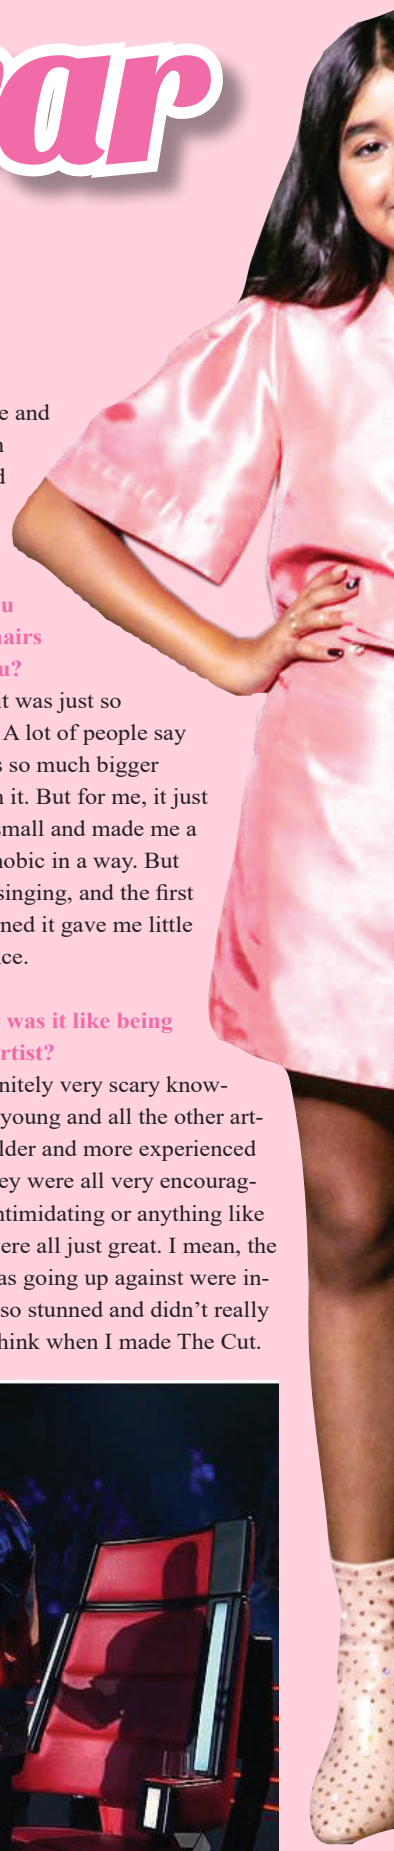 ar
e and
n
d
u
hairs
u?
it was just so
A lot of people say
s so much bigger
n it. But for me, it just
small and made me a
hobic in a way. But
singing, and the first
ned it gave me little
ce.
was it like being
rtist?
nitely very scary know-
young and all the other art-
lder and more experienced
ey were all very encourag-
ntimidating or anything like
ere all just great. I mean, the
as going up against were in-
so stunned and didn’t really
hink when I made The Cut.